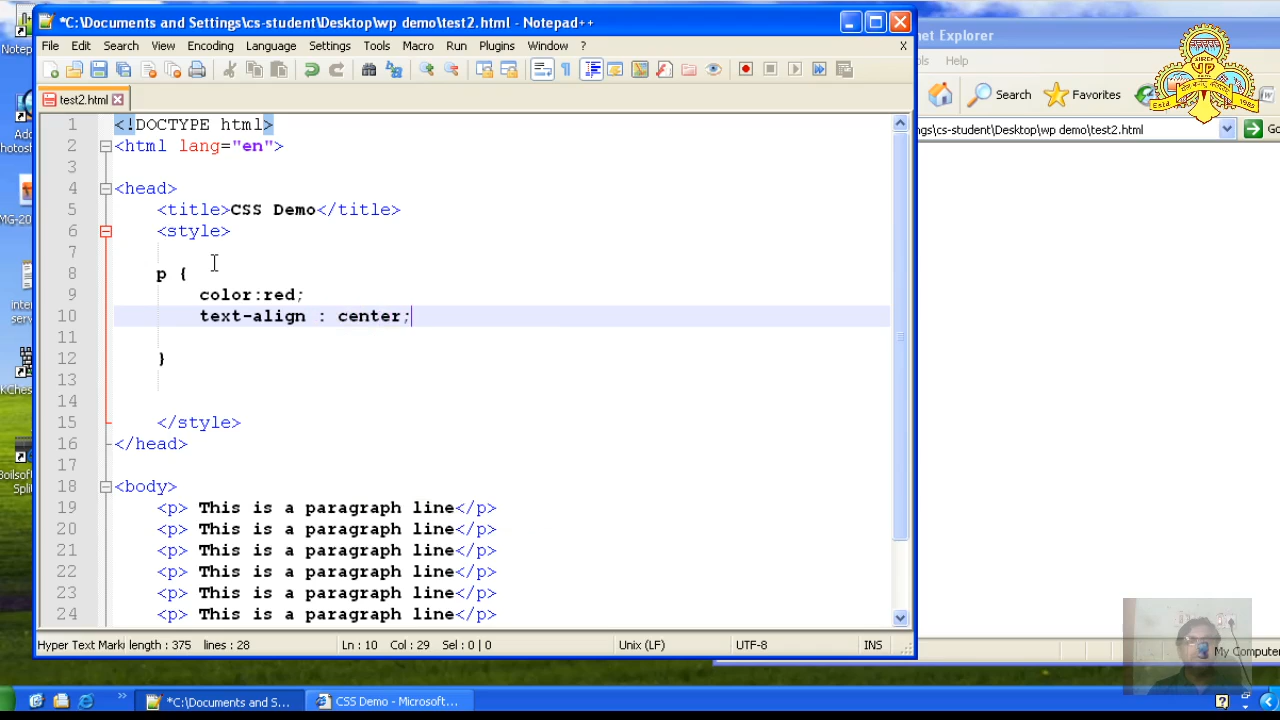 *C:\Documents and Settings\cs-student\Desktop\wp demo\test2.html - Notepad++
net Explorer
File Edit Search View Encoding Language Settings Tools Macro Run Plugins Window ? X
Help
Search Favorites
test2.html
gs\cs-student\Desktop\wp demo\test2.html Go
VIP
Estd 1982
1 <!DOCTYPE html>
2 <html lang="en">
3
4 <head>
5 <title>CSS Demo</title>
6 <style>
7
8 p {
9 color:red;
10 text-align : center;
11
12 }
13
14
15 </style>
16 </head>
17
18 <body>
19 <p> This is a paragraph line</p>
20 <p> This is a paragraph line</p>
21 <p> This is a paragraph line</p>
22 <p> This is a paragraph line</p>
23 <p> This is a paragraph line</p>
24 <p> This is a paragraph line</p>
Hyper Text Mark length : 375 lines : 28 Ln : 10 Col : 29 Sel : 0 | 0 Unix (LF) UTF-8 INS
My Computer
*C:\Documents and S... CSS Demo - Microsoft...